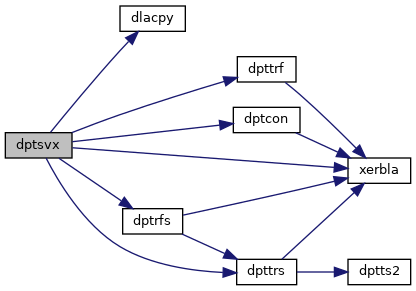 dlacpy
dpttrf
dptcon
dptsvx
xerbla
dptrfs
dpttrs
dptts2